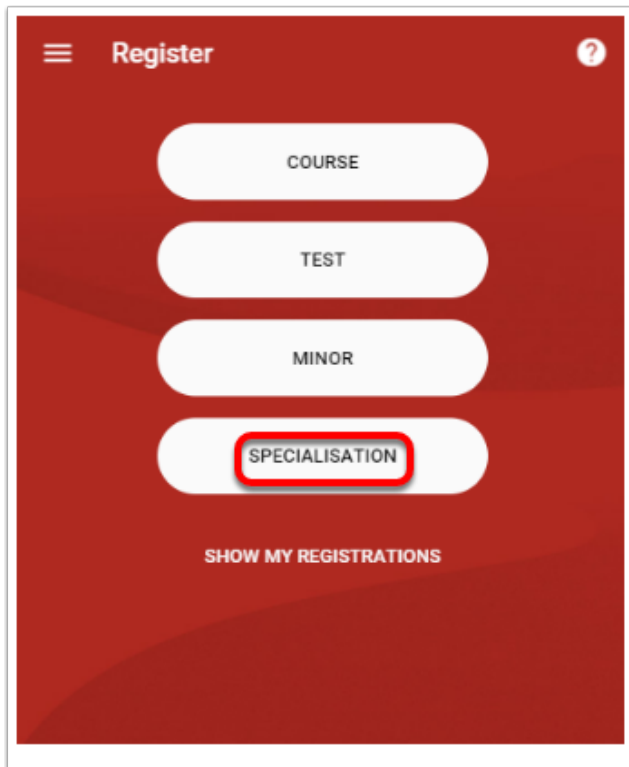 Register
?
COURSE
TEST
MINOR
SPECIALISATION
SHOW MY REGISTRATIONS